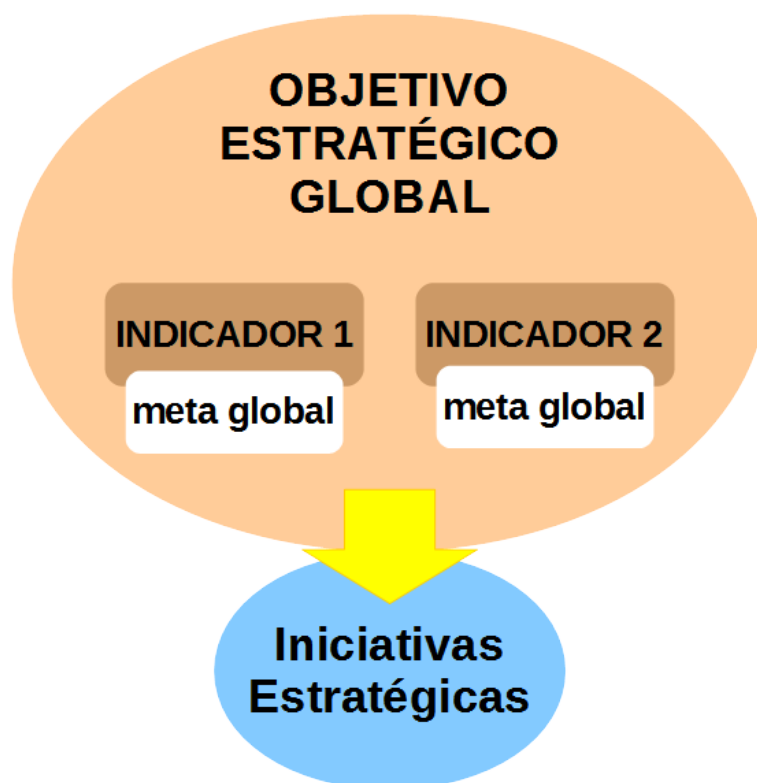 OBJETIVO
ESTRATÉGICO
GLOBAL
INDICADOR 1
INDICADOR 2
meta global
meta global
Iniciativas
Estratégicas